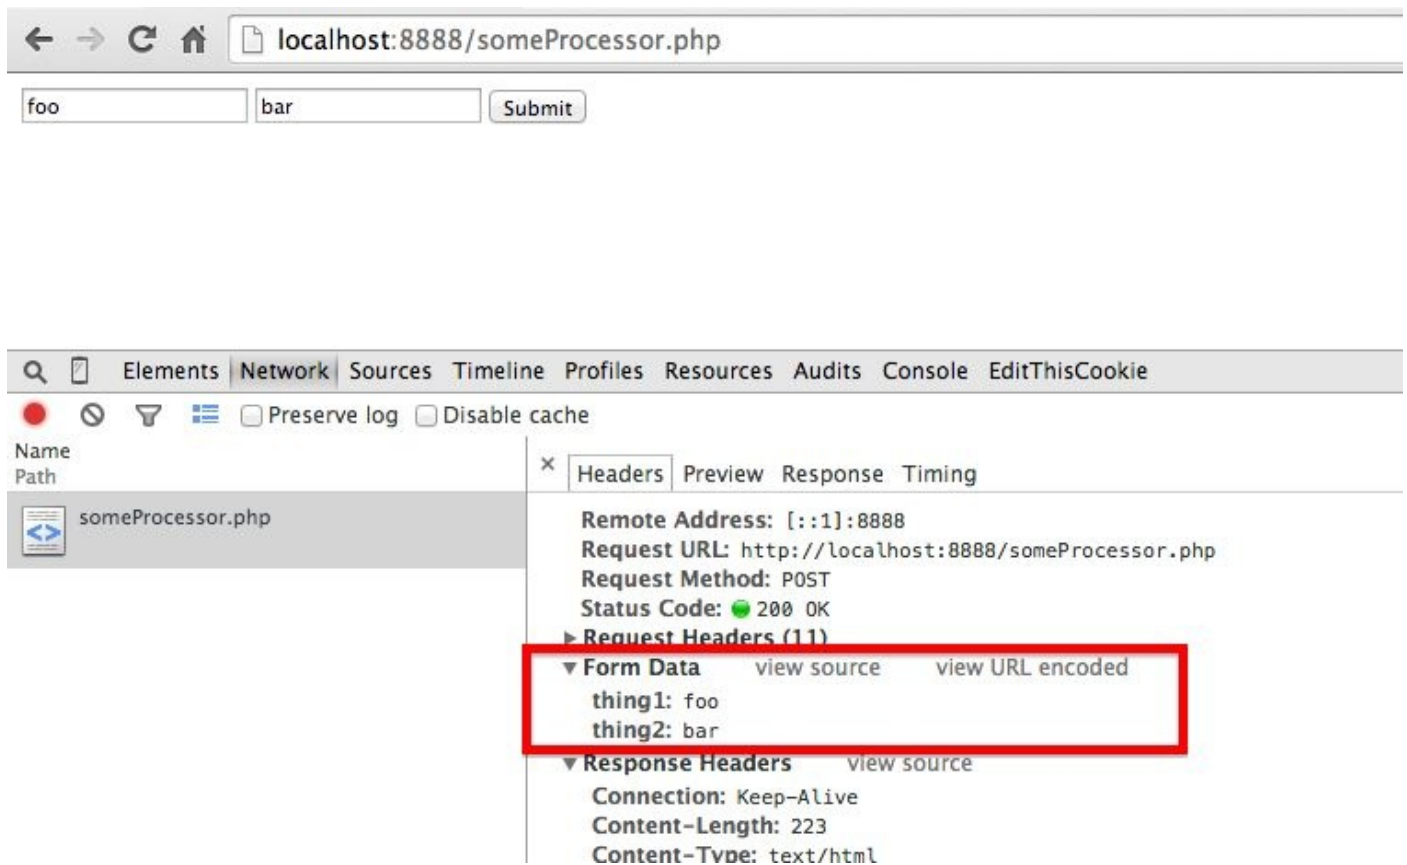 localhost:8888/someProcessor.php
foo bar Submit
Elements Network Sources Timeline Profiles Resources Audits Console EditThisCookie
Preserve log Disable cache
Name
Path
× Headers Preview Response Timing
someProcessor.php
Remote Address: [::1]:8888
Request URL: http://localhost:8888/someProcessor.php
Request Method: POST
Status Code: 200 OK
Request Headers (11)
Form Data view source view URL encoded
thing1: foo
thing2: bar
Response Headers view source
Connection: Keep-Alive
Content-Length: 223
Content-Type: text/html